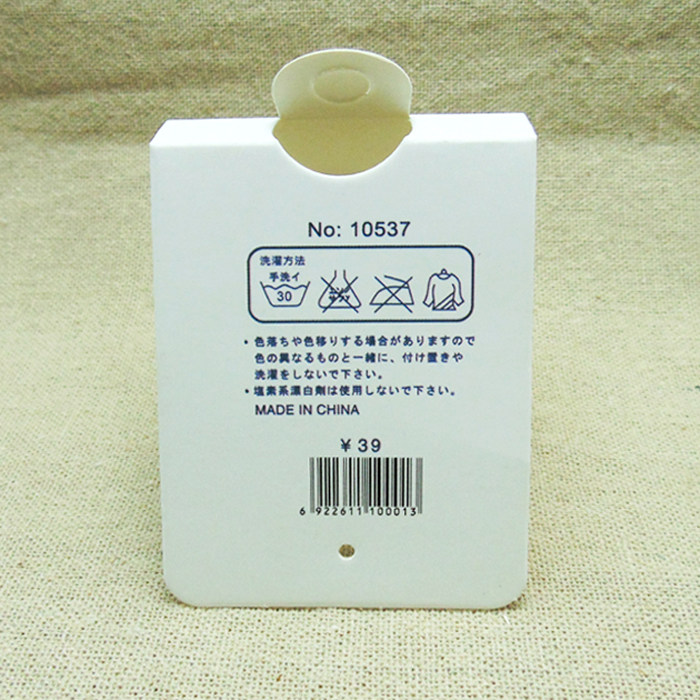 No: 10537
洗濯方法
手洗イ
30
・色落ちや色移りする場合がありますので
色の異なるものと一緒に、付け置きや
洗濯をしないで下さい。
・塩素系漂白剤は使用しないで下さい。
MADE IN CHINA
¥ 39
6 922611 100013